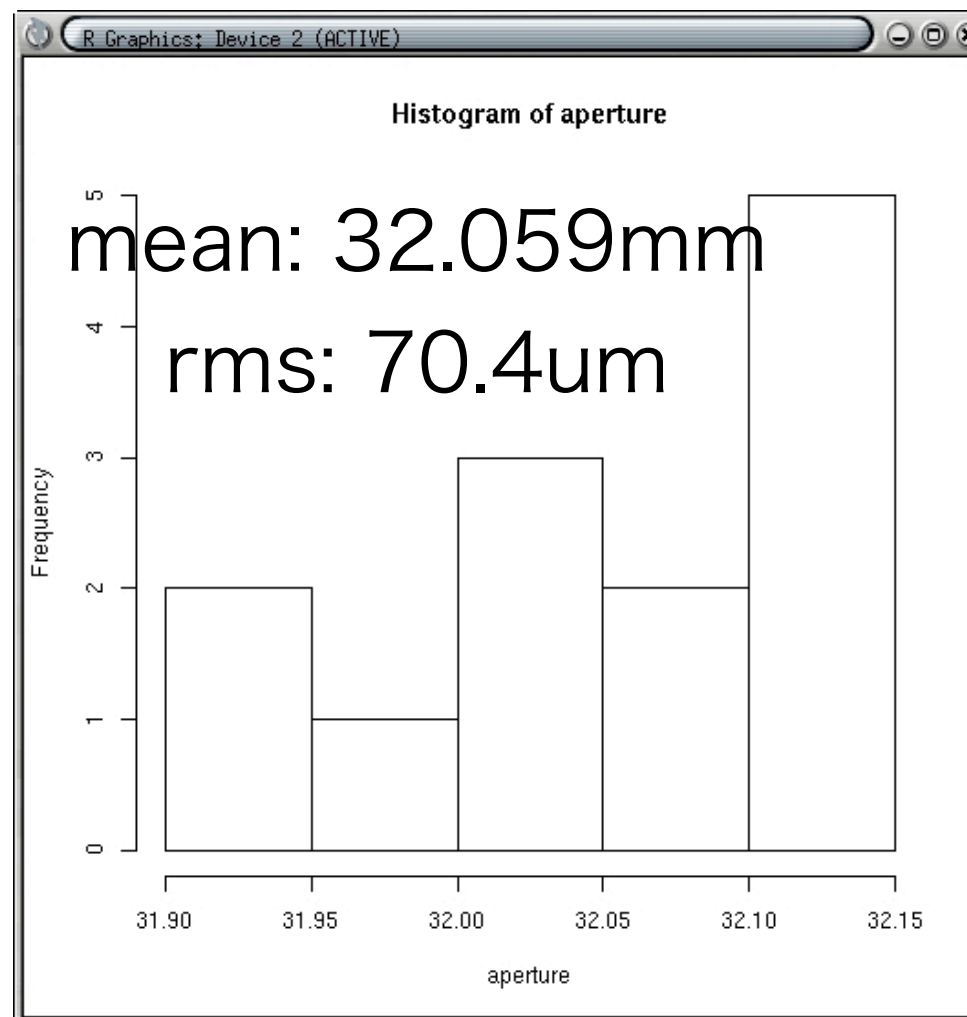 R Graphics: Device 2 (ACTIVE)
Histogram of aperture
mean: 32.059mm
rms: 70.4um
5
4
3
2
1
0
Frequency
31.90 31.95 32.00 32.05 32.10 32.15
aperture